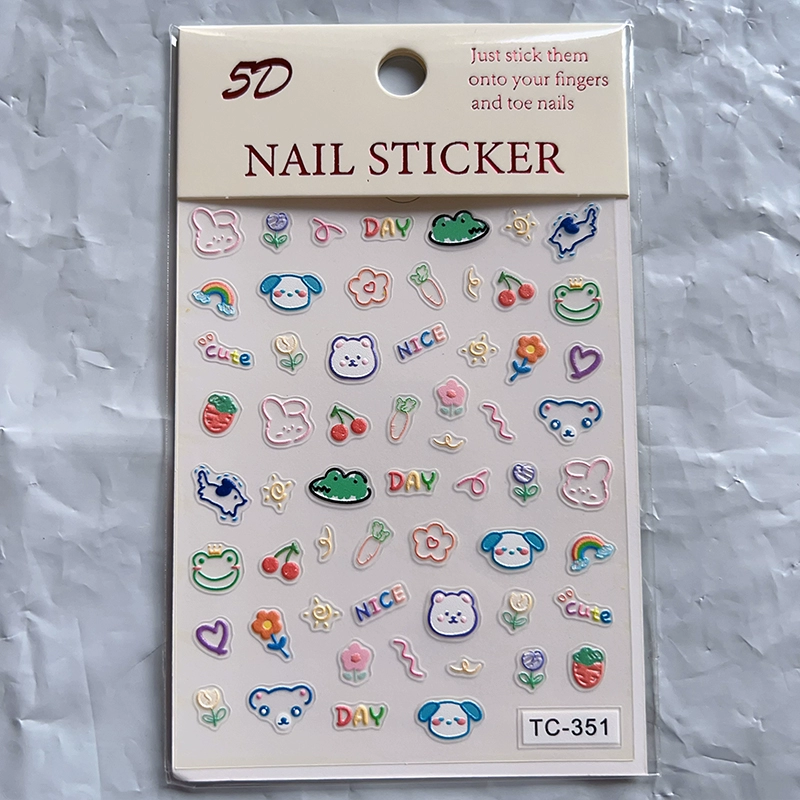 5D
Just stick them
onto your fingers
and toe nails
NAIL STICKER
DAY
NICE
cute
DAY
NICE
cute
DAY
TC-351